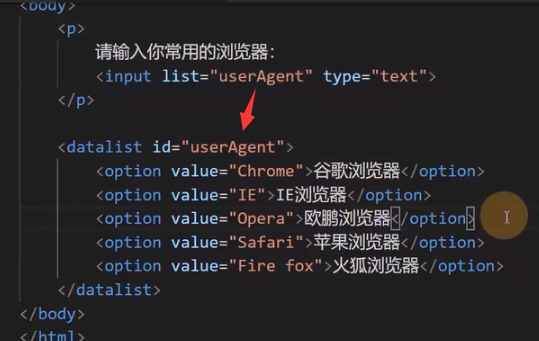 <body>
<p>
请输入你常用的浏览器：
<input list="userAgent" type="text">
</p>
<datalist id="userAgent">
<option value="Chrome">谷歌浏览器</option>
<option value="IE">IE浏览器</option>
<option value="Opera">欧鹏浏览器</option>
<option value="Safari">苹果浏览器</option>
<option value="Fire fox">火狐浏览器</option>
</datalist>
</body>
</html>